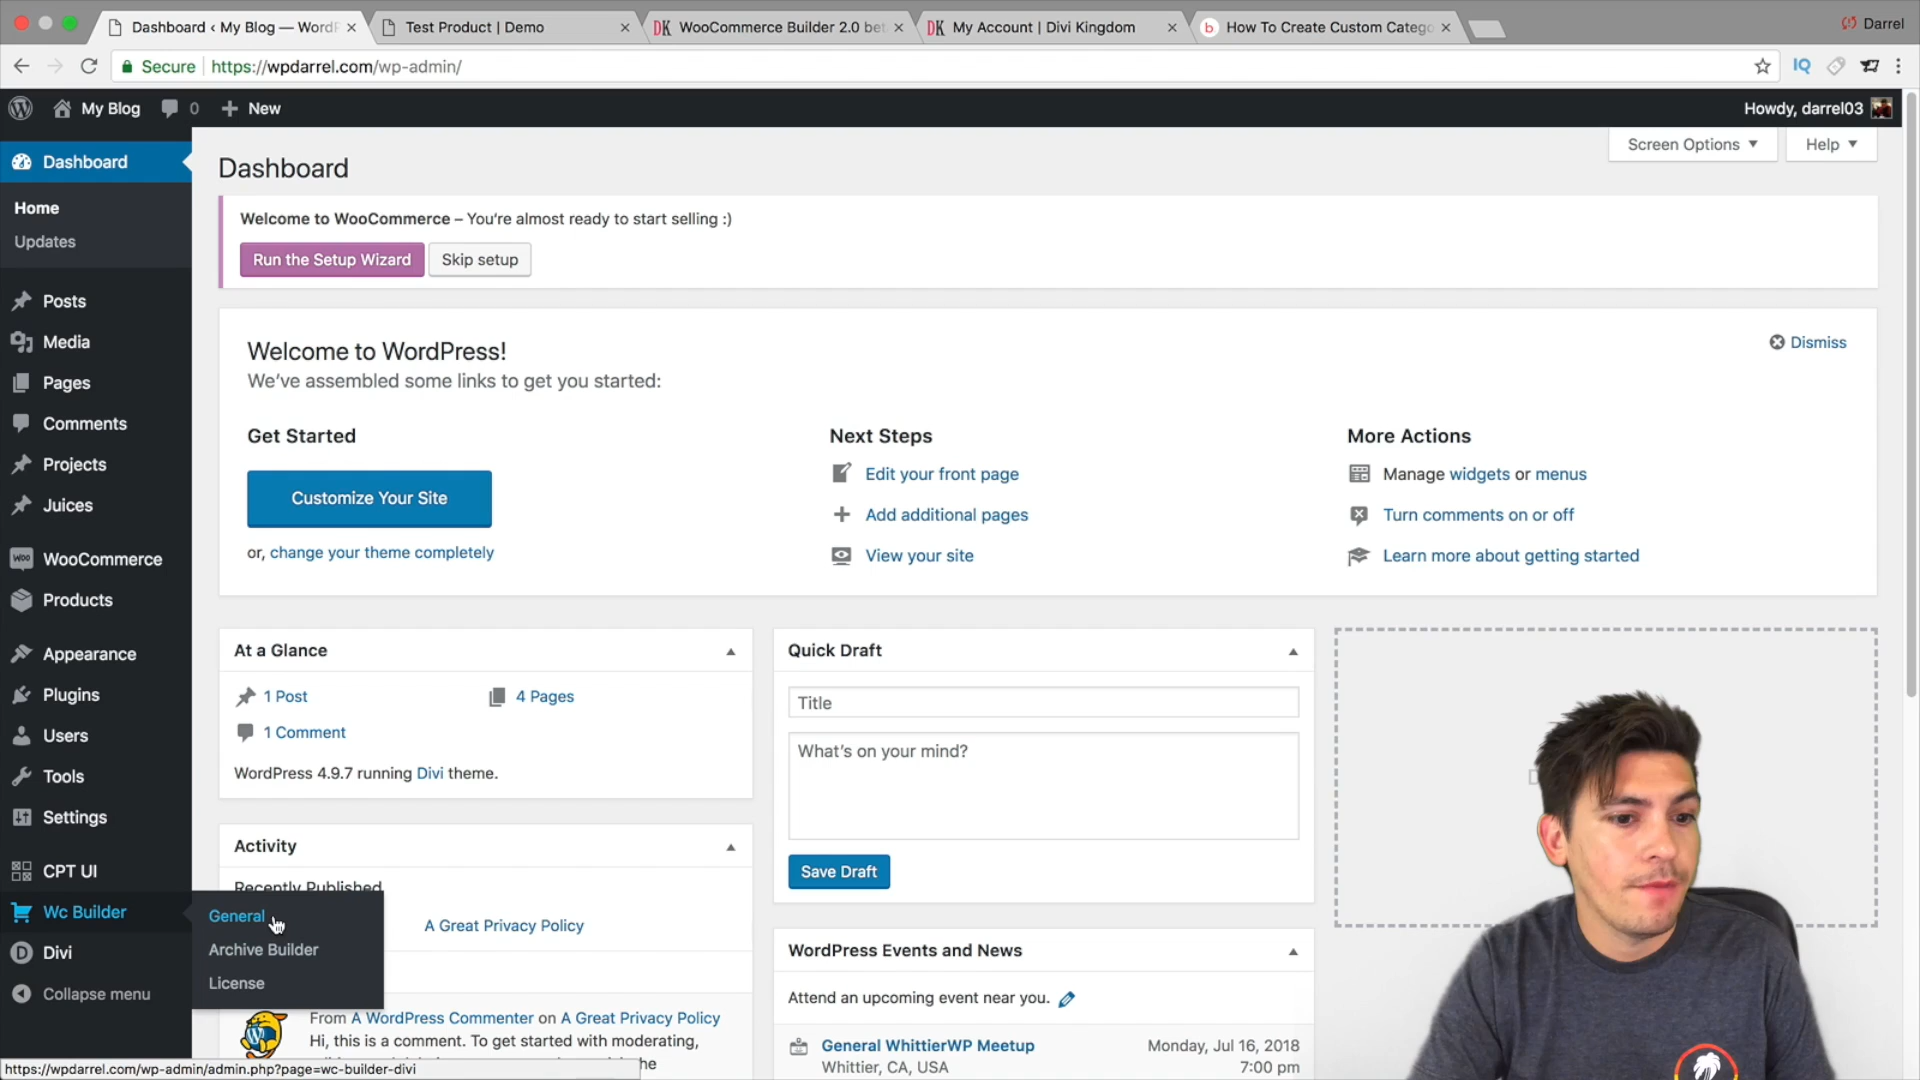 Dashboard ‹ My Blog — WordP
Test Product | Demo
DK WooCommerce Builder 2.0 bet
DK My Account | Divi Kingdom
b How To Create Custom Catego
Darrel
Secure
https://wpdarrel.com/wp-admin/
IQ
My Blog
0
New
Howdy, darrel03
Dashboard
Home
Updates
Posts
Media
Pages
Comments
Projects
Juices
WooCommerce
Products
Appearance
Plugins
Users
Tools
Settings
CPT UI
Wc Builder
Divi
Collapse menu
General
Archive Builder
License
Screen Options
Help
Dashboard
Welcome to WooCommerce – You’re almost ready to start selling :)
Run the Setup Wizard
Skip setup
Welcome to WordPress!
Dismiss
We’ve assembled some links to get you started:
Get Started
Customize Your Site
or, change your theme completely
Next Steps
Edit your front page
Add additional pages
View your site
More Actions
Manage widgets or menus
Turn comments on or off
Learn more about getting started
At a Glance
1 Post
4 Pages
1 Comment
WordPress 4.9.7 running Divi theme.
Activity
Recently Published
A Great Privacy Policy
From A WordPress Commenter on A Great Privacy Policy
Hi, this is a comment. To get started with moderating,
he
Quick Draft
Title
What’s on your mind?
Save Draft
WordPress Events and News
Attend an upcoming event near you.
General WhittierWP Meetup
Whittier, CA, USA
Monday, Jul 16, 2018
7:00 pm
https://wpdarrel.com/wp-admin/admin.php?page=wc-builder-divi